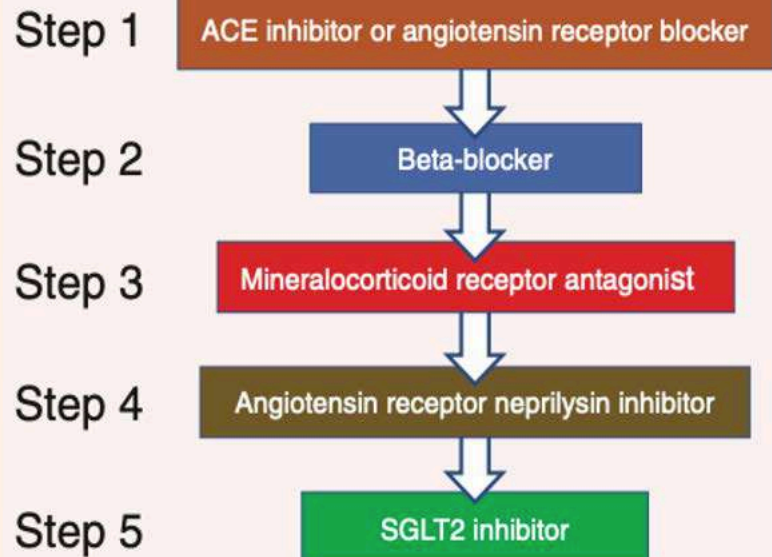 Step 1 ACE inhibitor or angiotensin receptor blocker
Step 2 Beta-blocker
Step 3 Mineralocorticoid receptor antagonist
Step 4 Angiotensin receptor neprilysin inhibitor
Step 5 SGLT2 inhibitor